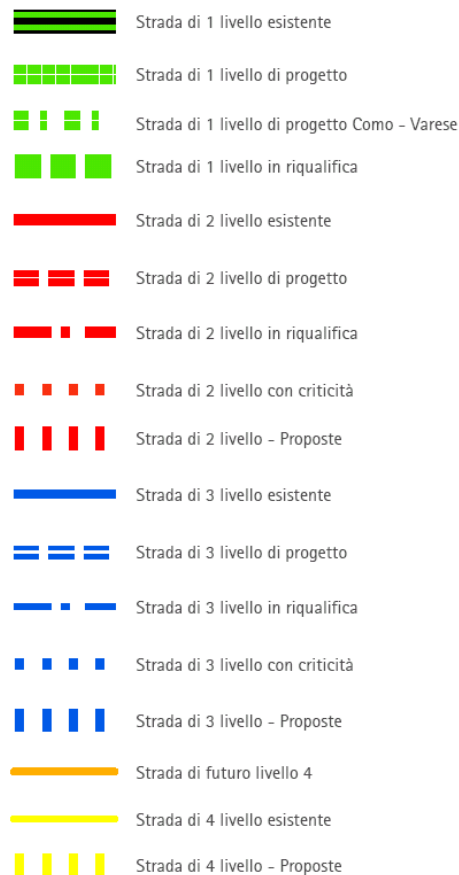 Strada di 1 livello esistente
Strada di 1 livello di progetto
Strada di 1 livello di progetto Como - Varese
Strada di 1 livello in riqualifica
Strada di 2 livello esistente
Strada di 2 livello di progetto
Strada di 2 livello in riqualifica
Strada di 2 livello con criticità
Strada di 2 livello - Proposte
Strada di 3 livello esistente
Strada di 3 livello di progetto
Strada di 3 livello in riqualifica
Strada di 3 livello con criticità
Strada di 3 livello - Proposte
Strada di futuro livello 4
Strada di 4 livello esistente
Strada di 4 livello - Proposte